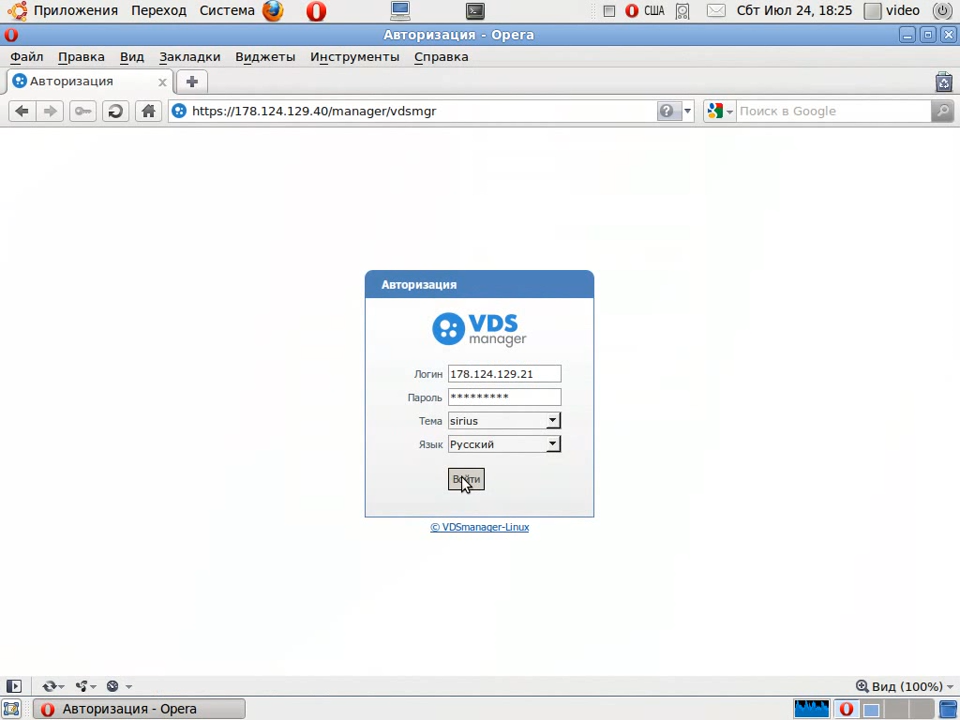 Приложения Переход Система США Сбт Июл 24, 18:25 video
Авторизация - Opera
Файл Правка Вид Закладки Виджеты Инструменты Справка
Авторизация
https://178.124.129.40/manager/vdsmgr ? Поиск в Google
Авторизация
VDS
manager
Логин 178.124.129.21
Пароль *********
Тема sirius
Язык Русский
Войти
© VDSmanager-Linux
Вид (100%)
Авторизация - Opera